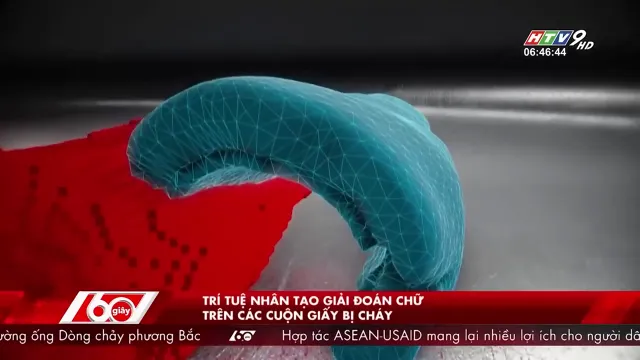 HTV9 HD
06:46:44
60 giây
TRÍ TUỆ NHÂN TẠO GIẢI ĐOÁN CHỮ
TRÊN CÁC CUỘN GIẤY BỊ CHÁY
ường ống Dòng chảy phương Bắc
Hợp tác ASEAN-USAID mang lại nhiều lợi ích cho người dâ